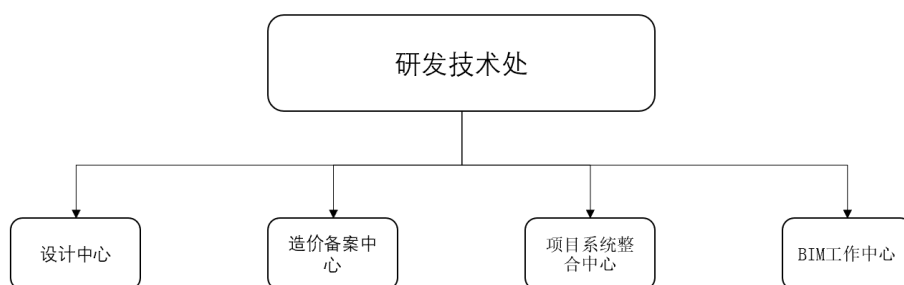 研发技术处
设计中心
造价备案中
心
项目系统整
合中心
BIM工作中心